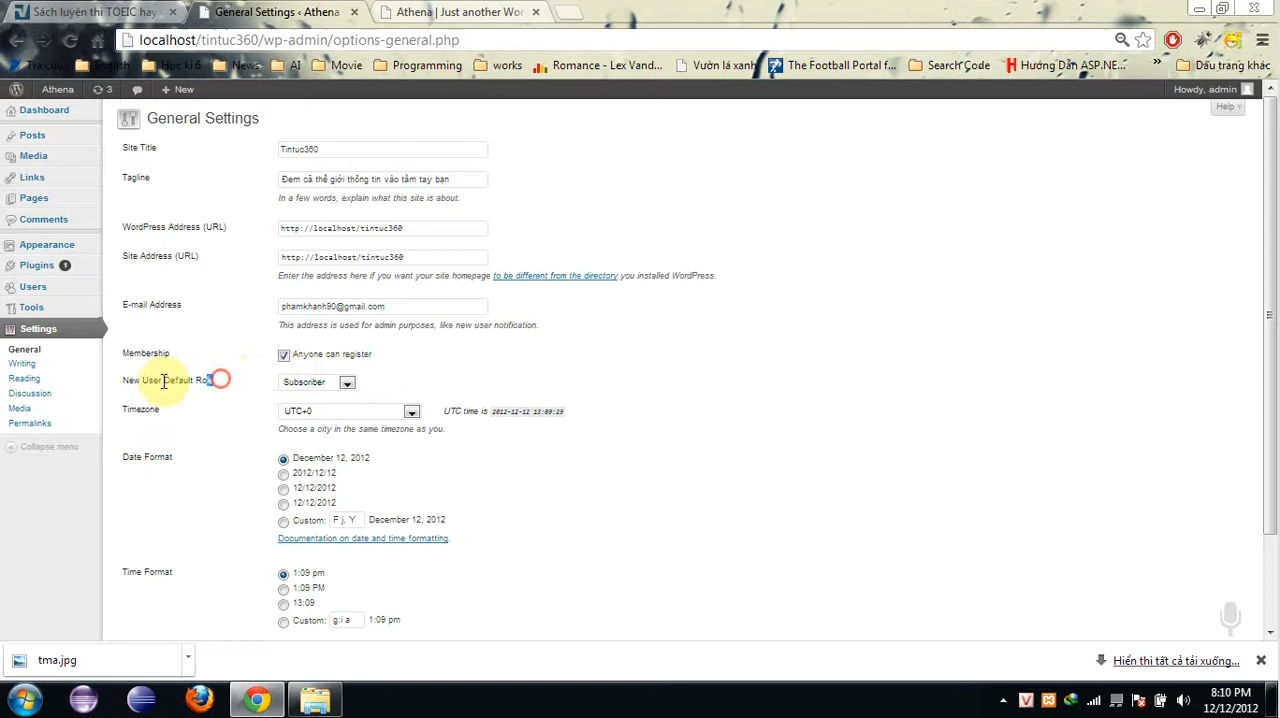 Sách luyện thi TOEIC hay
General Settings ‹ Athena
Athena | Just another Wor
localhost/tintuc360/wp-admin/options-general.php
Tra cứu
English
Học kì 6
News
AI
Movie
Programming
works
Romance - Lex Vand...
Vườn lá xanh
The Football Portal f...
Search Code
Hướng Dẫn ASP.NE...
»
Dấu trang khác
Athena
3
+ New
Howdy, admin
Dashboard
Posts
Media
Links
Pages
Comments
Appearance
Plugins 1
Users
Tools
Settings
General
Writing
Reading
Discussion
Media
Permalinks
Collapse menu
General Settings
Help
Site Title
Tintuc360
Tagline
Đem cả thế giới thông tin vào tầm tay bạn
In a few words, explain what this site is about.
WordPress Address (URL)
http://localhost/tintuc360
Site Address (URL)
http://localhost/tintuc360
Enter the address here if you want your site homepage to be different from the directory you installed WordPress.
E-mail Address
phamkhanh90@gmail.com
This address is used for admin purposes, like new user notification.
Membership
Anyone can register
New User Default Role
Subscriber
Timezone
UTC+0
UTC time is 2012-12-12 13:09:29
Choose a city in the same timezone as you.
Date Format
December 12, 2012
2012/12/12
12/12/2012
12/12/2012
Custom: F j, Y December 12, 2012
Documentation on date and time formatting.
Time Format
1:09 pm
1:09 PM
13:09
Custom: g:i a 1:09 pm
tma.jpg
Hiển thị tất cả tải xuống...
8:10 PM
12/12/2012